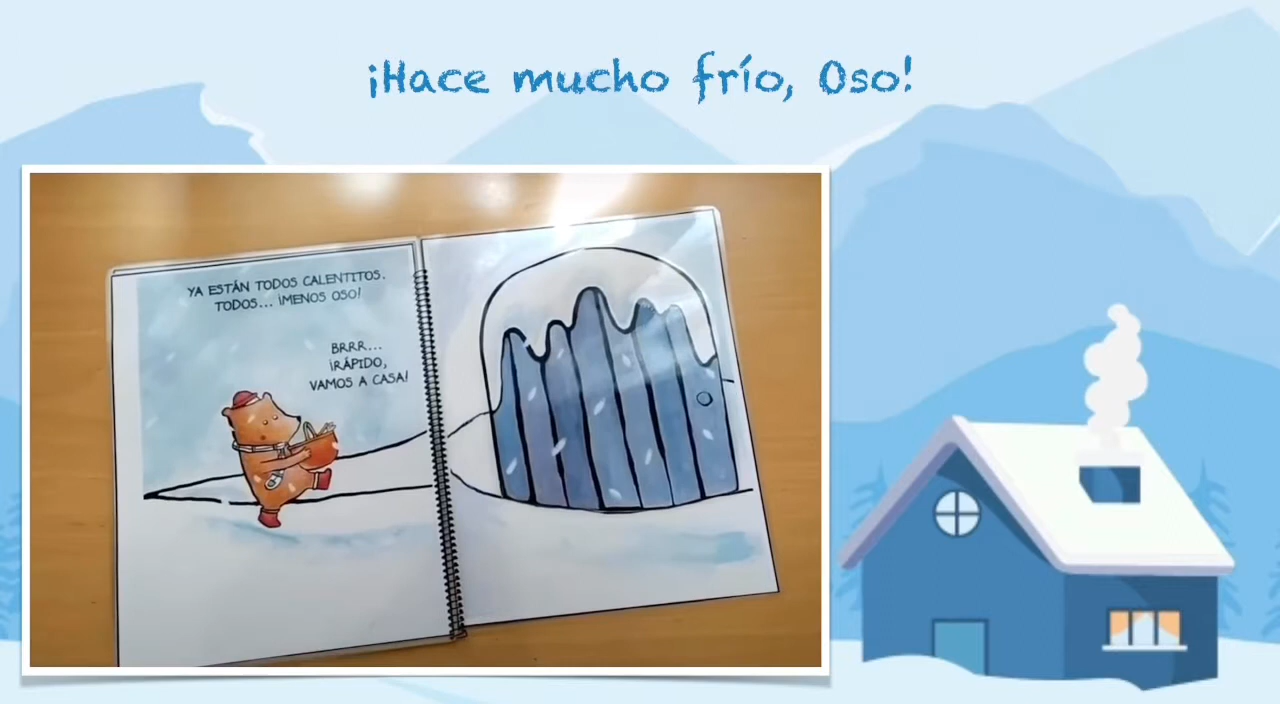 ¡Hace mucho frío, Oso!
YA ESTÁN TODOS CALENTITOS.
TODOS... ¡MENOS OSO!
BRRR...
¡RÁPIDO,
VAMOS A CASA!